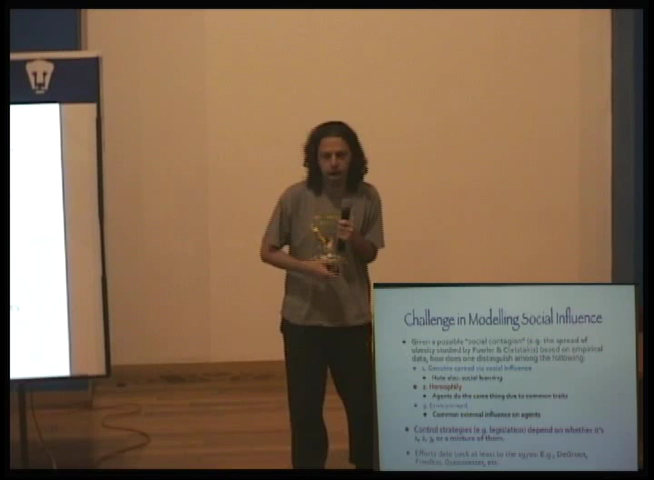 Challenge in Modelling Social Influence
• Given a possible "social contagion" (e.g. the spread of
obesity studied by Fowler & Christakis) based on empirical
data, how does one distinguish among the following:
1. Genuine spread via social influence
• Note also: social learning
2. Homophily
• Agents do the same thing due to common traits
3. Environment
• Common external influence on agents
• Control strategies (e.g. legislation) depend on whether it's
1, 2, 3, or a mixture of them.